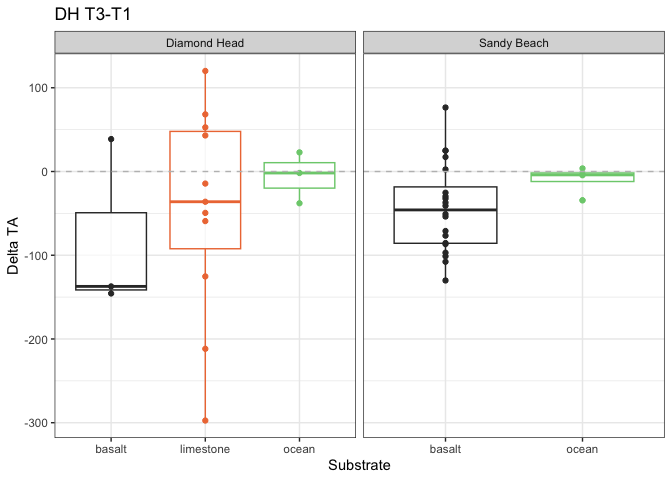 DH T3-T1
Diamond Head
Sandy Beach
100
0
-100
-200
-300
Delta TA
basalt
limestone
ocean
basalt
ocean
Substrate